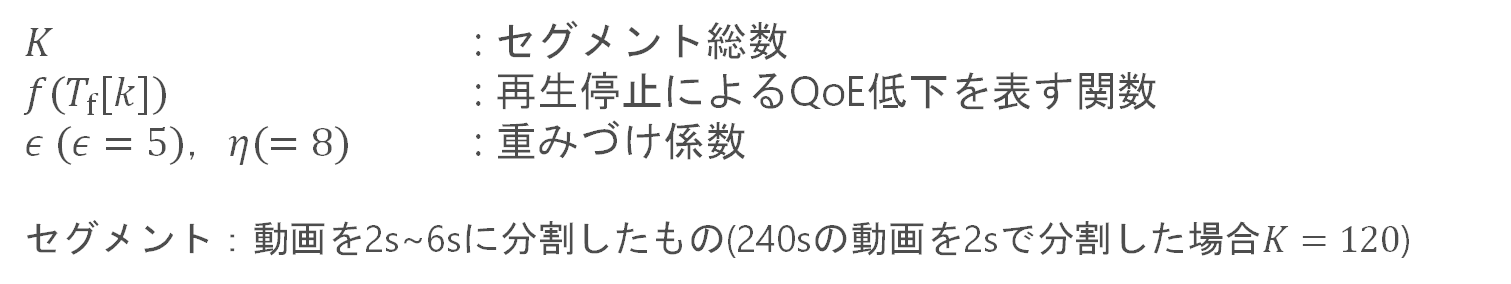 K : セグメント総数
f(T_f[k]) : 再生停止によるQoE低下を表す関数
ϵ (ϵ = 5), η(= 8) : 重みづけ係数
セグメント：動画を2s~6sに分割したもの(240sの動画を2sで分割した場合K = 120)